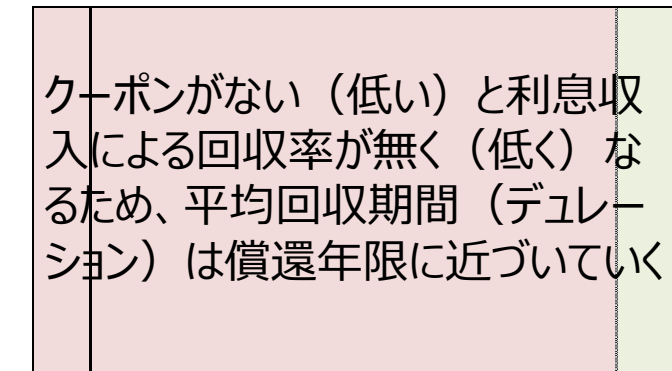 クーポンがない（低い）と利息収
入による回収率が無く（低く）な
るため、平均回収期間（デュレー
ション）は償還年限に近づいていく